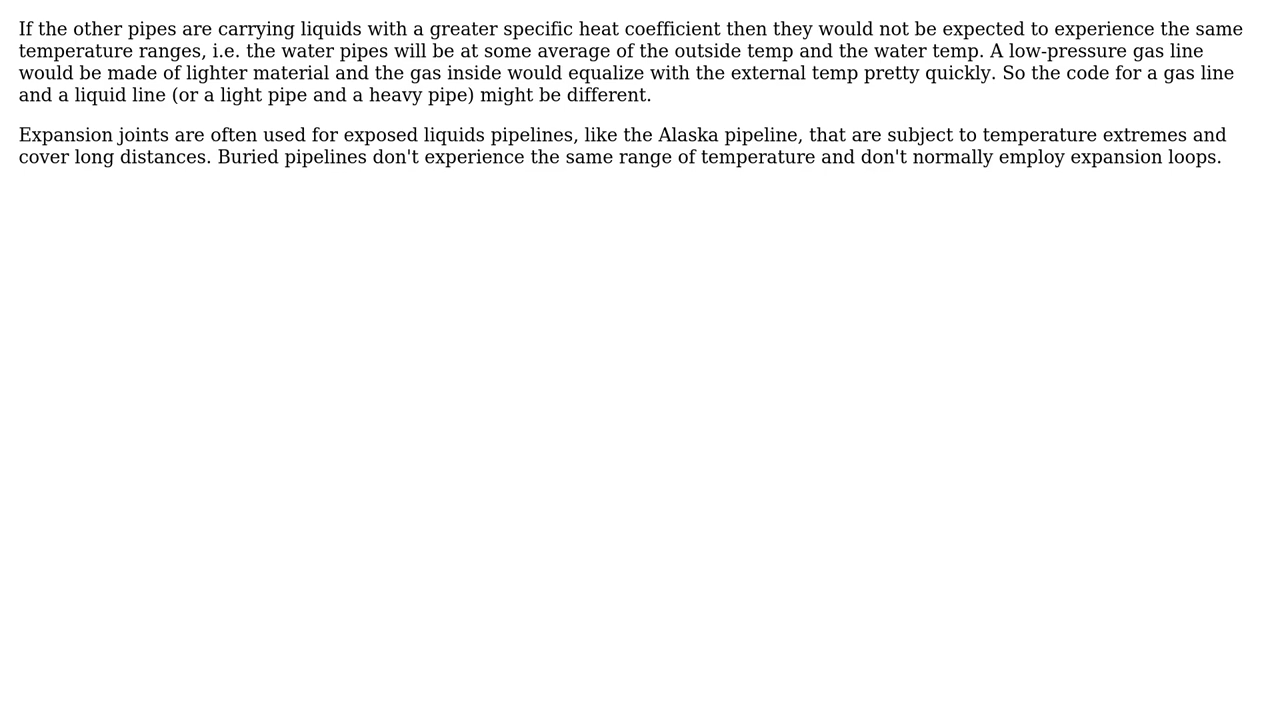 If the other pipes are carrying liquids with a greater specific heat coefficient then they would not be expected to experience the same
temperature ranges, i.e. the water pipes will be at some average of the outside temp and the water temp. A low-pressure gas line
would be made of lighter material and the gas inside would equalize with the external temp pretty quickly. So the code for a gas line
and a liquid line (or a light pipe and a heavy pipe) might be different.
Expansion joints are often used for exposed liquids pipelines, like the Alaska pipeline, that are subject to temperature extremes and
cover long distances. Buried pipelines don't experience the same range of temperature and don't normally employ expansion loops.